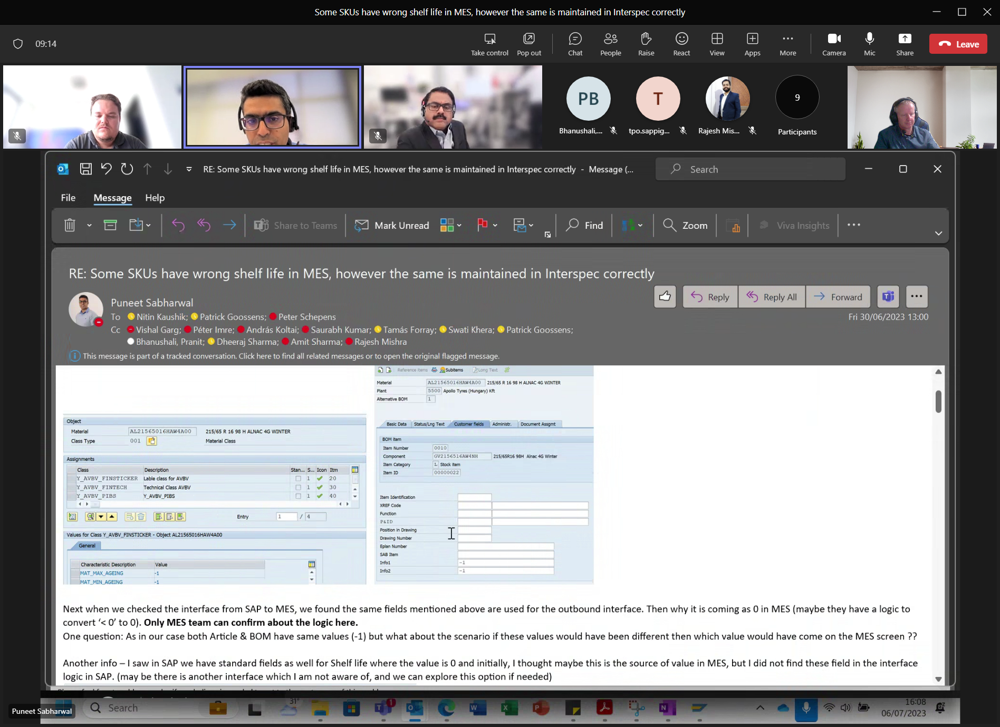 Some SKUs have wrong shelf life in MES, however the same is maintained in Interspec correctly
09:14
Take control
Pop out
Chat
People
Raise
React
View
Apps
More
Camera
Mic
Share
Leave
PB
T
9
Bhanushali,...
tpo.sappig...
Rajesh Mis...
Participants
RE: Some SKUs have wrong shelf life in MES, however the same is maintained in Interspec correctly - Message (...
Search
File
Message
Help
Share to Teams
Mark Unread
Find
Zoom
Viva Insights
RE: Some SKUs have wrong shelf life in MES, however the same is maintained in Interspec correctly
Puneet Sabharwal
To Nitin Kaushik; Patrick Goossens; Peter Schepens
Cc Vishal Garg; Péter Imre; András Koltai; Saurabh Kumar; Tamás Forray; Swati Khera; Patrick Goossens;
Bhanushali, Pranit; Dheeraj Sharma; Amit Sharma; Rajesh Mishra
Reply
Reply All
Forward
Fri 30/06/2023 13:00
This message is part of a tracked conversation. Click here to find all related messages or to open the original flagged message.
Object
Material AL21565016HAW4A00 215/65 R 16 98 H ALNAC 4G WINTER
Class Type 001 Material Class
Assignments
Class Description Stan... S... Icon Itm
Y_AVBV_FINSTICKER Lable class for AVBV 1 20
Y_AVBV_FINTECH Technical Class AVBV 1 30
Y_AVBV_PIBS Y_AVBV_PIBS 1 40
Entry 1 / 4
Values for Class Y_AVBV_FINSTICKER - Object AL21565016HAW4A00
General
Characteristic Description Value
MAT_MAX_AGEING -1
MAT_MIN_AGEING -1
Reference Items Subitems Long Text
Material AL21565016HAW4A00 215/65 R 16 98 H ALNAC 4G WINTER
Plant 5500 Apollo Tyres (Hungary) Kft
Alternative BOM 1
Basic Data Status/Lng Text Customer fields Administr. Document Assgmt
BOM Item
Item Number 0010
Component GV2156516AW4NH 215/65R16 98H Alnac 4G Winter
Item Category L Stock item
Item ID 00000022
Item Identification
XREF Code
Function
P&ID
Position in Drawing
Drawing Number
Eplan Number
SAB Item
Info1 -1
Info2 -1
Next when we checked the interface from SAP to MES, we found the same fields mentioned above are used for the outbound interface. Then why it is coming as 0 in MES (maybe they have a logic to
convert ‘< 0’ to 0). Only MES team can confirm about the logic here.
One question: As in our case both Article & BOM have same values (-1) but what about the scenario if these values would have been different then which value would have come on the MES screen ??
Another info – I saw in SAP we have standard fields as well for Shelf life where the value is 0 and initially, I thought maybe this is the source of value in MES, but I did not find these field in the interface
logic in SAP. (may be there is another interface which I am not aware of, and we can explore this option if needed)
Puneet Sabharwal
Search
31°
1
16:08
06/07/2023